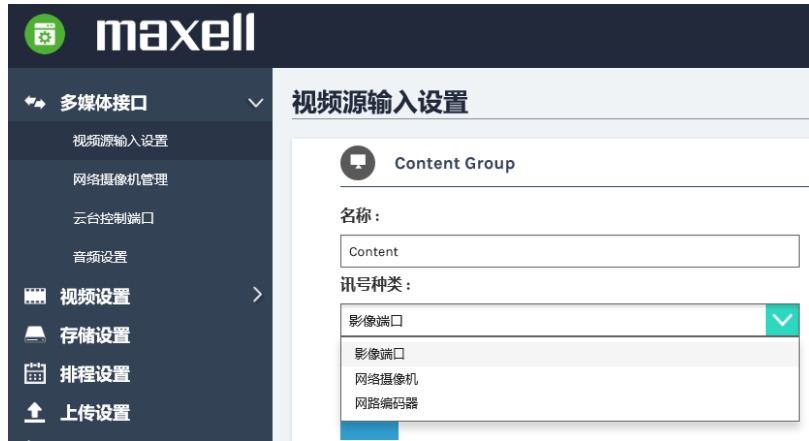 maxell
多媒体接口
视频源输入设置
网络摄像机管理
云台控制端口
音频设置
视频设置
存储设置
排程设置
上传设置
视频源输入设置
Content Group
名称：
Content
讯号种类：
影像端口
影像端口
网络摄像机
网路编码器